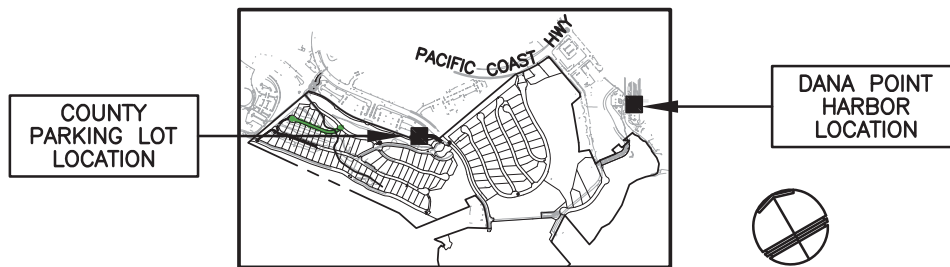 COUNTY
PARKING LOT
LOCATION
PACIFIC COAST HWY
DANA POINT
HARBOR
LOCATION